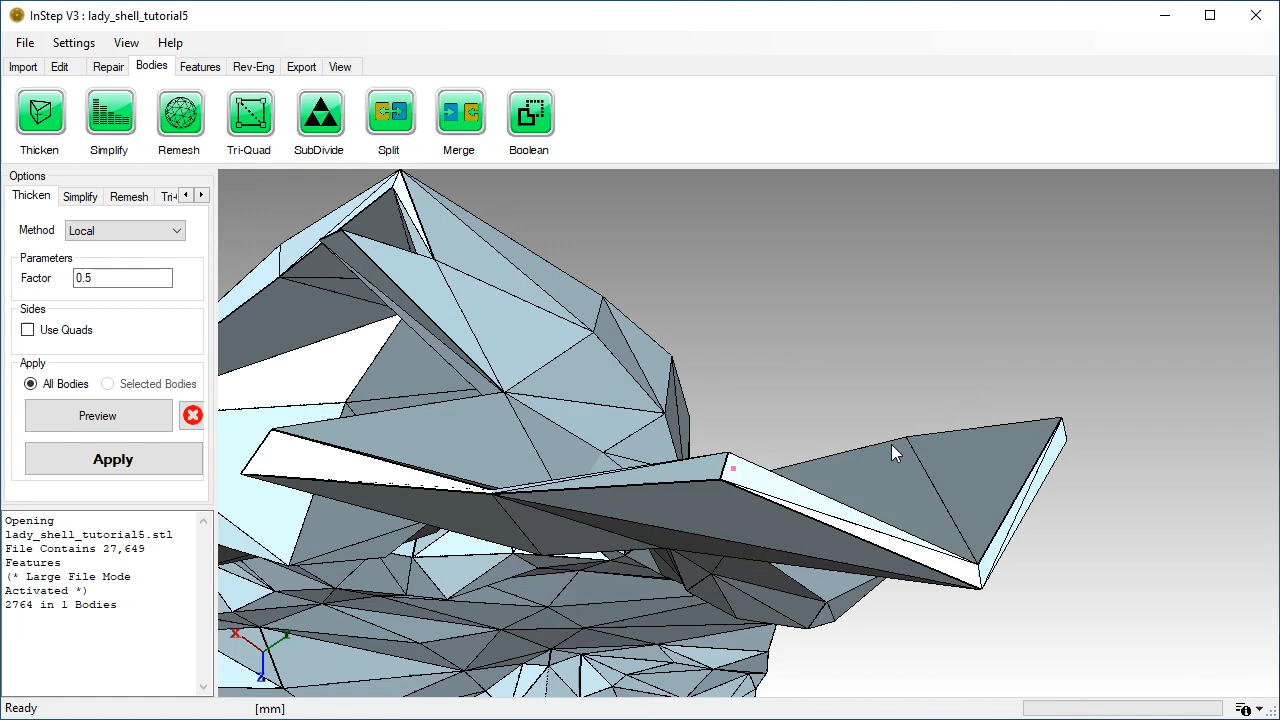 InStep V3 : lady_shell_tutorial5
File Settings View Help
Import Edit Repair Bodies Features Rev-Eng Export View
Thicken Simplify Remesh Tri-Quad SubDivide Split Merge Boolean
Options
Thicken Simplify Remesh Tri-
Method Local
Parameters
Factor 0.5
Sides
Use Quads
Apply
All Bodies Selected Bodies
Preview
Apply
Opening
lady_shell_tutorial5.stl
File Contains 27,649
Features
(* Large File Mode
Activated *)
2764 in 1 Bodies
X
Z
Ready [mm]